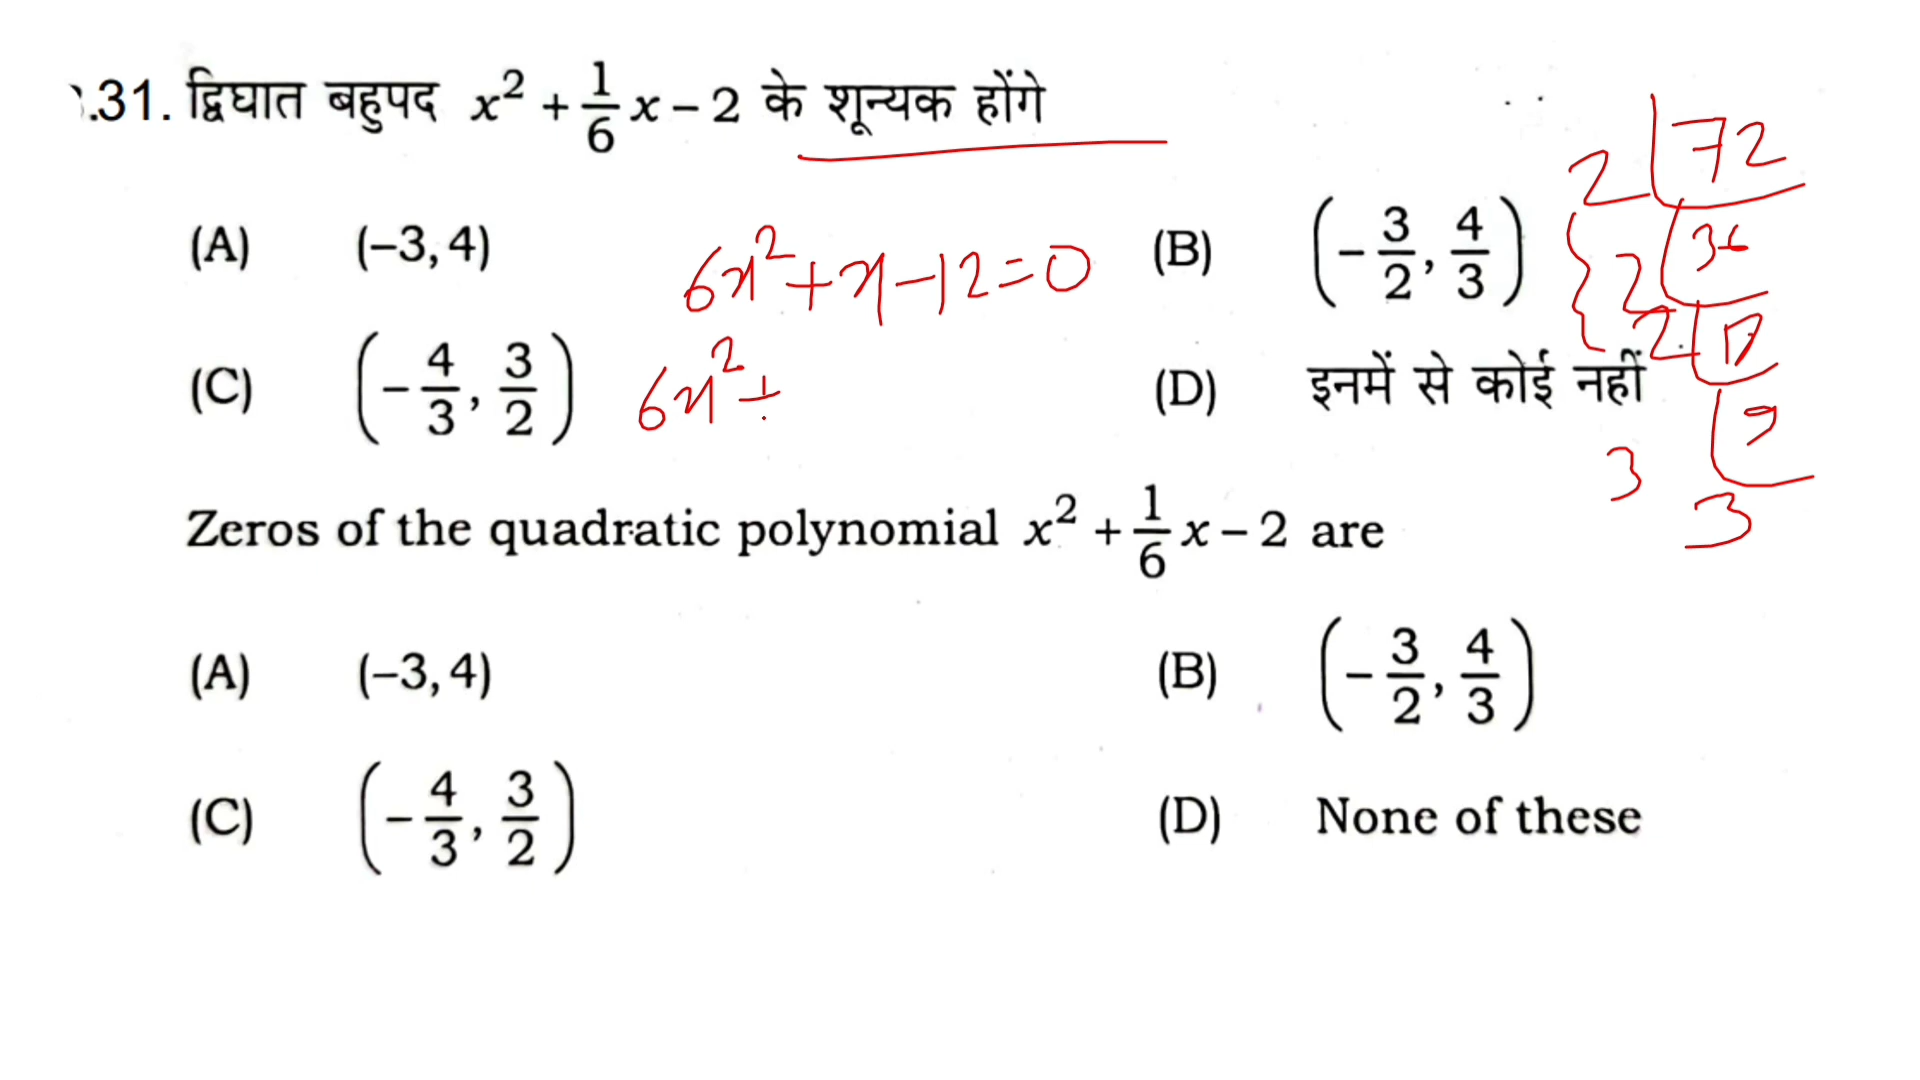 .31. द्विघात बहुपद x² + 1/6 x – 2 के शून्यक होंगे
(A) (–3, 4)
(B) (–3/2, 4/3)
(C) (–4/3, 3/2)
(D) इनमें से कोई नहीं
6x² + x – 12 = 0
6x² +
2 | 72
2 | 36
2 |
3 | 9
3
Zeros of the quadratic polynomial x² + 1/6 x – 2 are
(A) (–3, 4)
(B) (–3/2, 4/3)
(C) (–4/3, 3/2)
(D) None of these